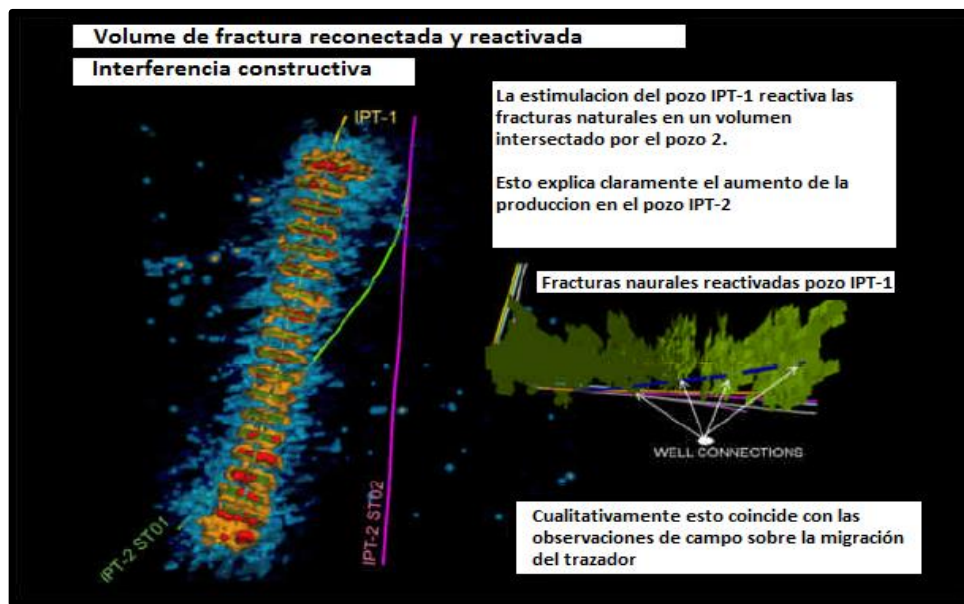 Volume de fractura reconectada y reactivada
Interferencia constructiva
IPT-1
La estimulacion del pozo IPT-1 reactiva las
fracturas naturales en un volumen
intersectado por el pozo 2.
Esto explica claramente el aumento de la
produccion en el pozo IPT-2
Fracturas naurales reactivadas pozo IPT-1
WELL CONNECTIONS
IPT-2 ST01
IPT-2 ST02
Cualitativamente esto coincide con las
observaciones de campo sobre la migración
del trazador